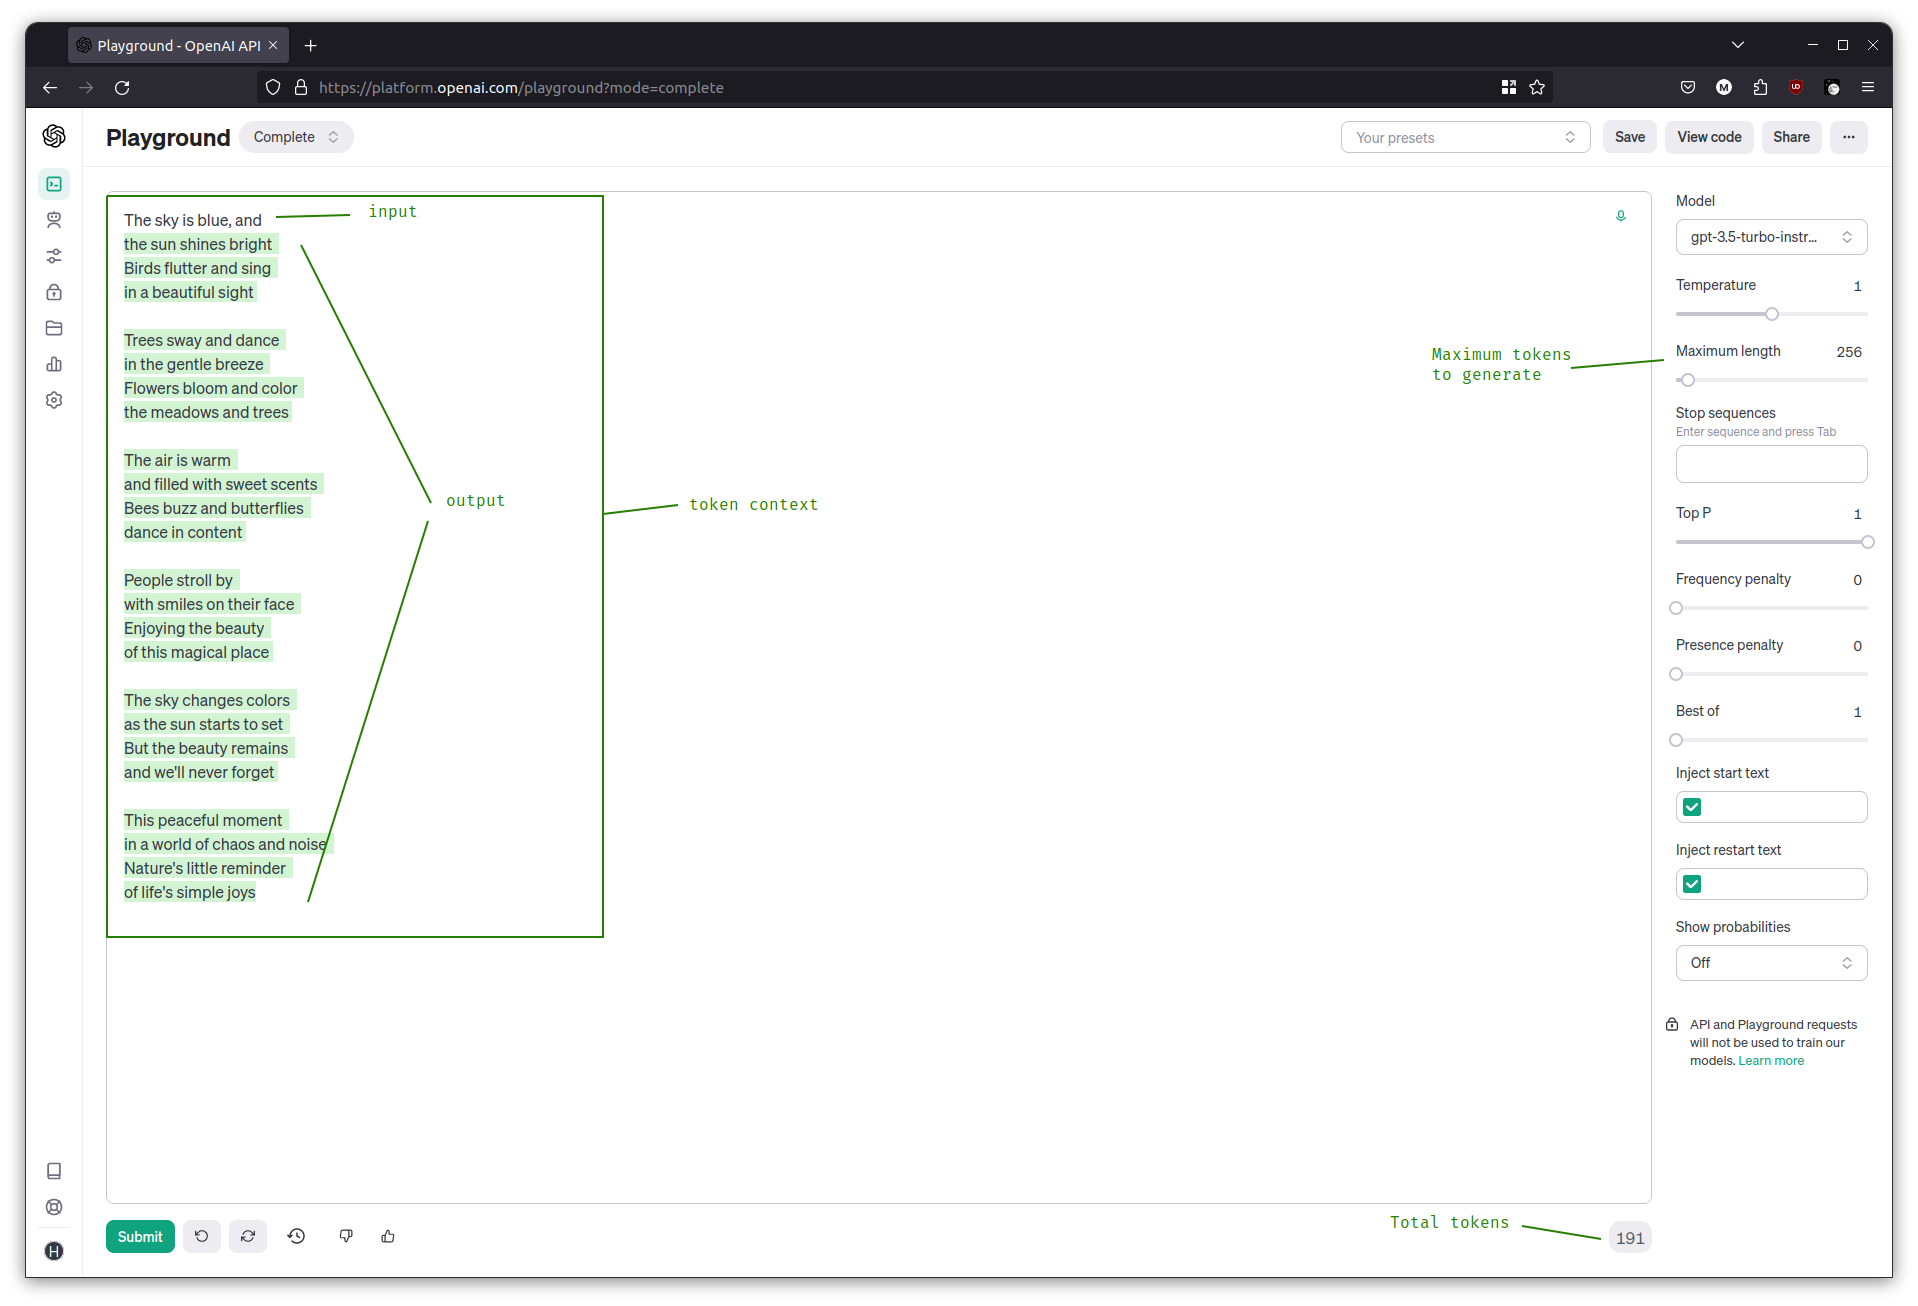 Playground - OpenAI API
https://platform.openai.com/playground?mode=complete
Playground
Complete
Your presets
Save
View code
Share
The sky is blue, and
the sun shines bright
Birds flutter and sing
in a beautiful sight
Trees sway and dance
in the gentle breeze
Flowers bloom and color
the meadows and trees
The air is warm
and filled with sweet scents
Bees buzz and butterflies
dance in content
People stroll by
with smiles on their face
Enjoying the beauty
of this magical place
The sky changes colors
as the sun starts to set
But the beauty remains
and we'll never forget
This peaceful moment
in a world of chaos and noise
Nature's little reminder
of life's simple joys
input
output
token context
Maximum tokens
to generate
Model
gpt-3.5-turbo-instr...
Temperature 1
Maximum length 256
Stop sequences
Enter sequence and press Tab
Top P 1
Frequency penalty 0
Presence penalty 0
Best of 1
Inject start text
Inject restart text
Show probabilities
Off
API and Playground requests
will not be used to train our
models. Learn more
H
Submit
Total tokens
191